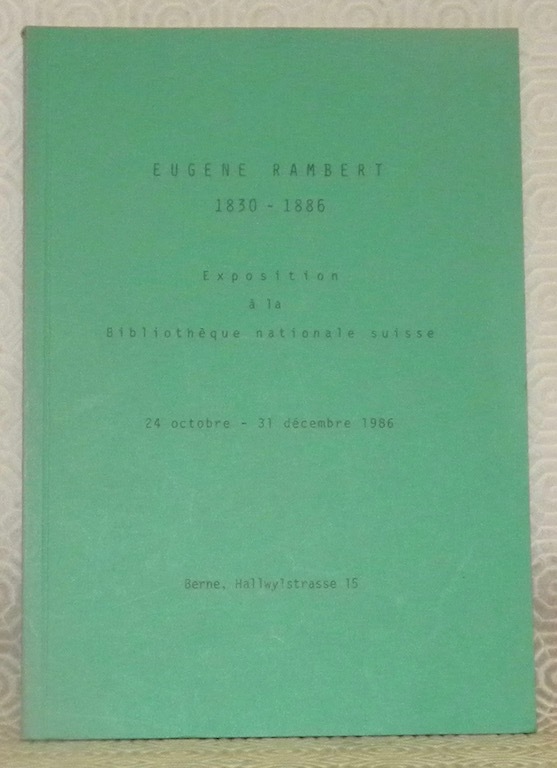 EUGENE RAMBERT
1830 - 1886
Exposition
à la
Bibliothèque nationale suisse
24 octobre - 31 décembre 1986
Berne, Hallwylstrasse 15